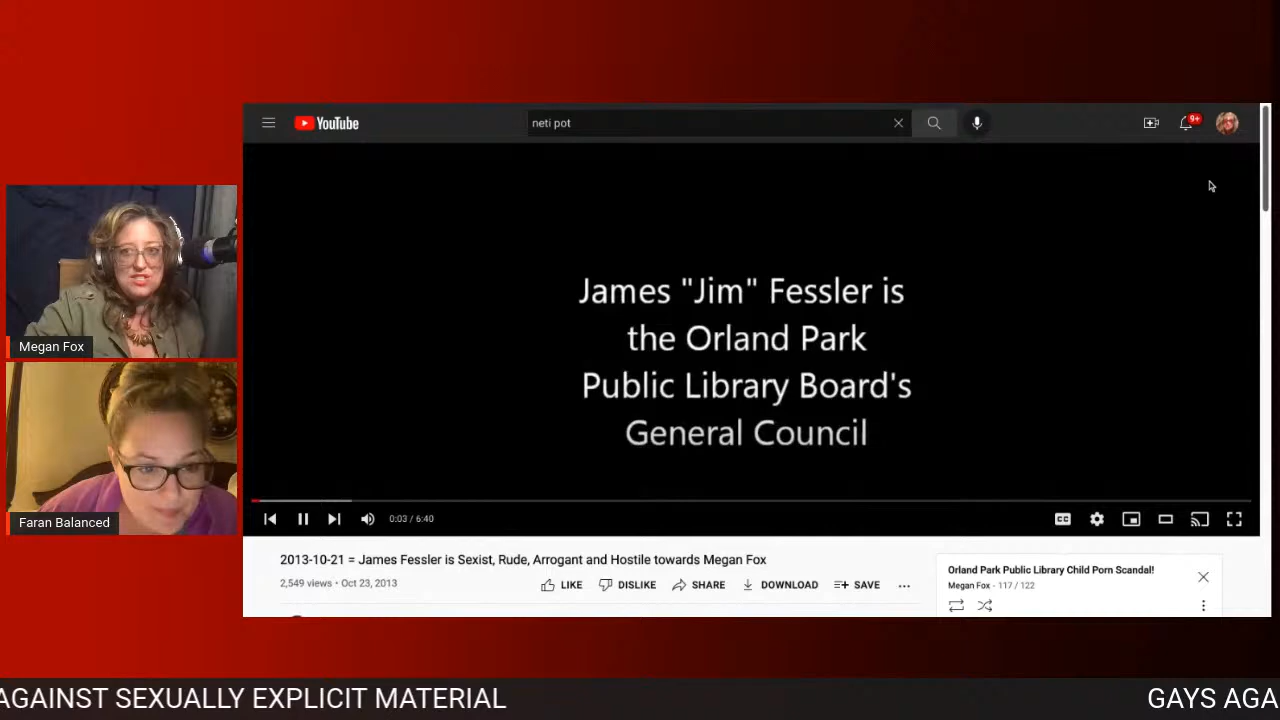 YouTube
neti pot
9+
James "Jim" Fessler is
the Orland Park
Public Library Board's
General Council
Megan Fox
Faran Balanced
0:03 / 6:40
2013-10-21 = James Fessler is Sexist, Rude, Arrogant and Hostile towards Megan Fox
2,549 views • Oct 23, 2013
LIKE
DISLIKE
SHARE
DOWNLOAD
SAVE
Orland Park Public Library Child Porn Scandal!
Megan Fox - 117 / 122
AGAINST SEXUALLY EXPLICIT MATERIAL
GAYS AGA